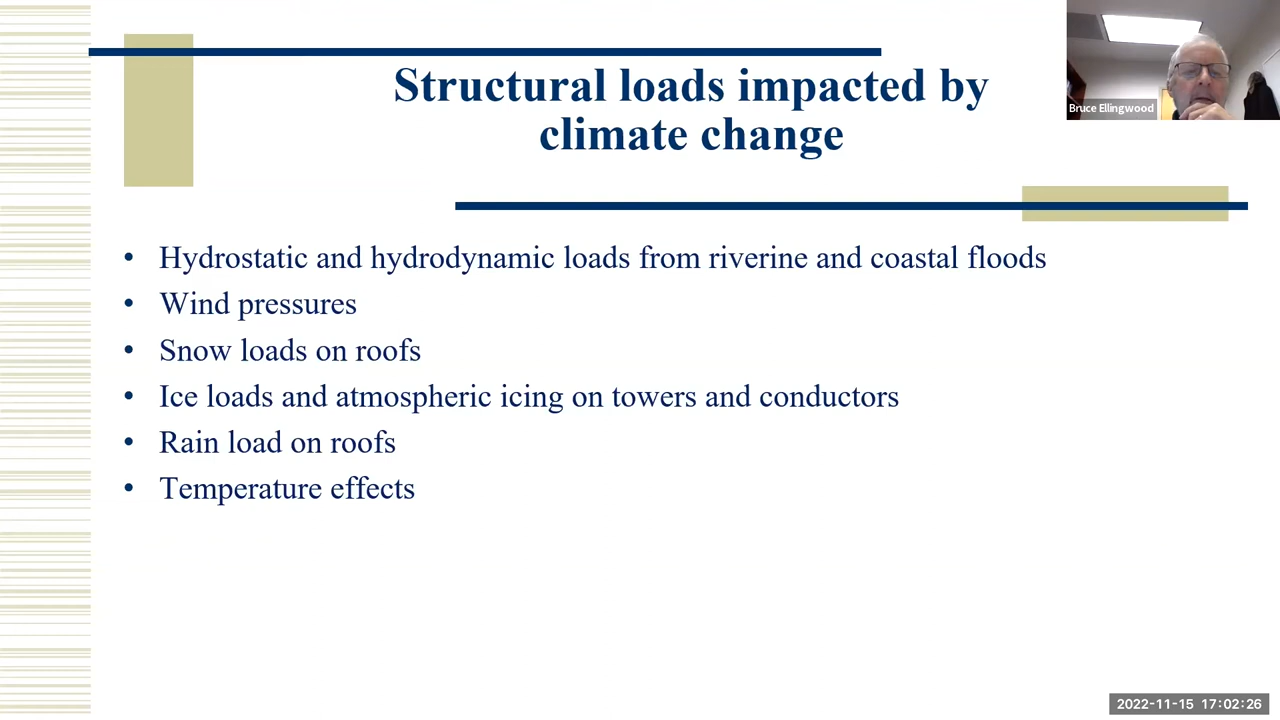 Structural loads impacted by
climate change
Bruce Ellingwood
• Hydrostatic and hydrodynamic loads from riverine and coastal floods
• Wind pressures
• Snow loads on roofs
• Ice loads and atmospheric icing on towers and conductors
• Rain load on roofs
• Temperature effects
2022-11-15 17:02:26